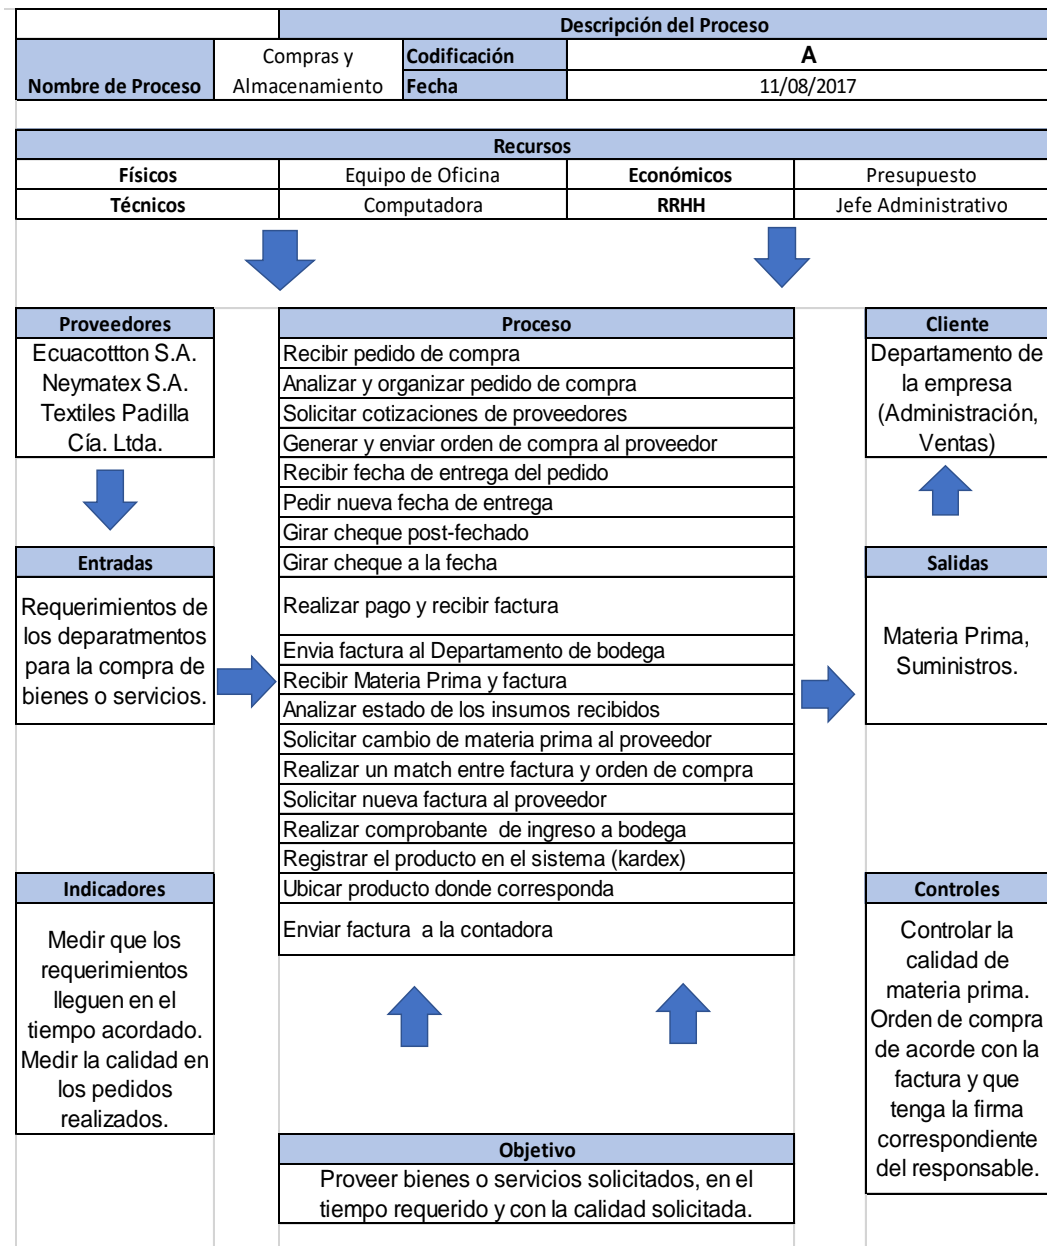 Descripción del Proceso
Nombre de Proceso
Compras y
Almacenamiento
Codificación
A
Fecha
11/08/2017
Recursos
Físicos
Equipo de Oficina
Económicos
Presupuesto
Técnicos
Computadora
RRHH
Jefe Administrativo
Proveedores
Ecuacottton S.A.
Neymatex S.A.
Textiles Padilla
Cía. Ltda.
Entradas
Requerimientos de
los deparatmentos
para la compra de
bienes o servicios.
Indicadores
Medir que los
requerimientos
lleguen en el
tiempo acordado.
Medir la calidad en
los pedidos
realizados.
Proceso
Recibir pedido de compra
Analizar y organizar pedido de compra
Solicitar cotizaciones de proveedores
Generar y enviar orden de compra al proveedor
Recibir fecha de entrega del pedido
Pedir nueva fecha de entrega
Girar cheque post-fechado
Girar cheque a la fecha
Realizar pago y recibir factura
Envia factura al Departamento de bodega
Recibir Materia Prima y factura
Analizar estado de los insumos recibidos
Solicitar cambio de materia prima al proveedor
Realizar un match entre factura y orden de compra
Solicitar nueva factura al proveedor
Realizar comprobante  de ingreso a bodega
Registrar el producto en el sistema (kardex)
Ubicar producto donde corresponda
Enviar factura  a la contadora
Objetivo
Proveer bienes o servicios solicitados, en el
tiempo requerido y con la calidad solicitada.
Cliente
Departamento de
la empresa
(Administración,
Ventas)
Salidas
Materia Prima,
Suministros.
Controles
Controlar la
calidad de
materia prima.
Orden de compra
de acorde con la
factura y que
tenga la firma
correspondiente
del responsable.